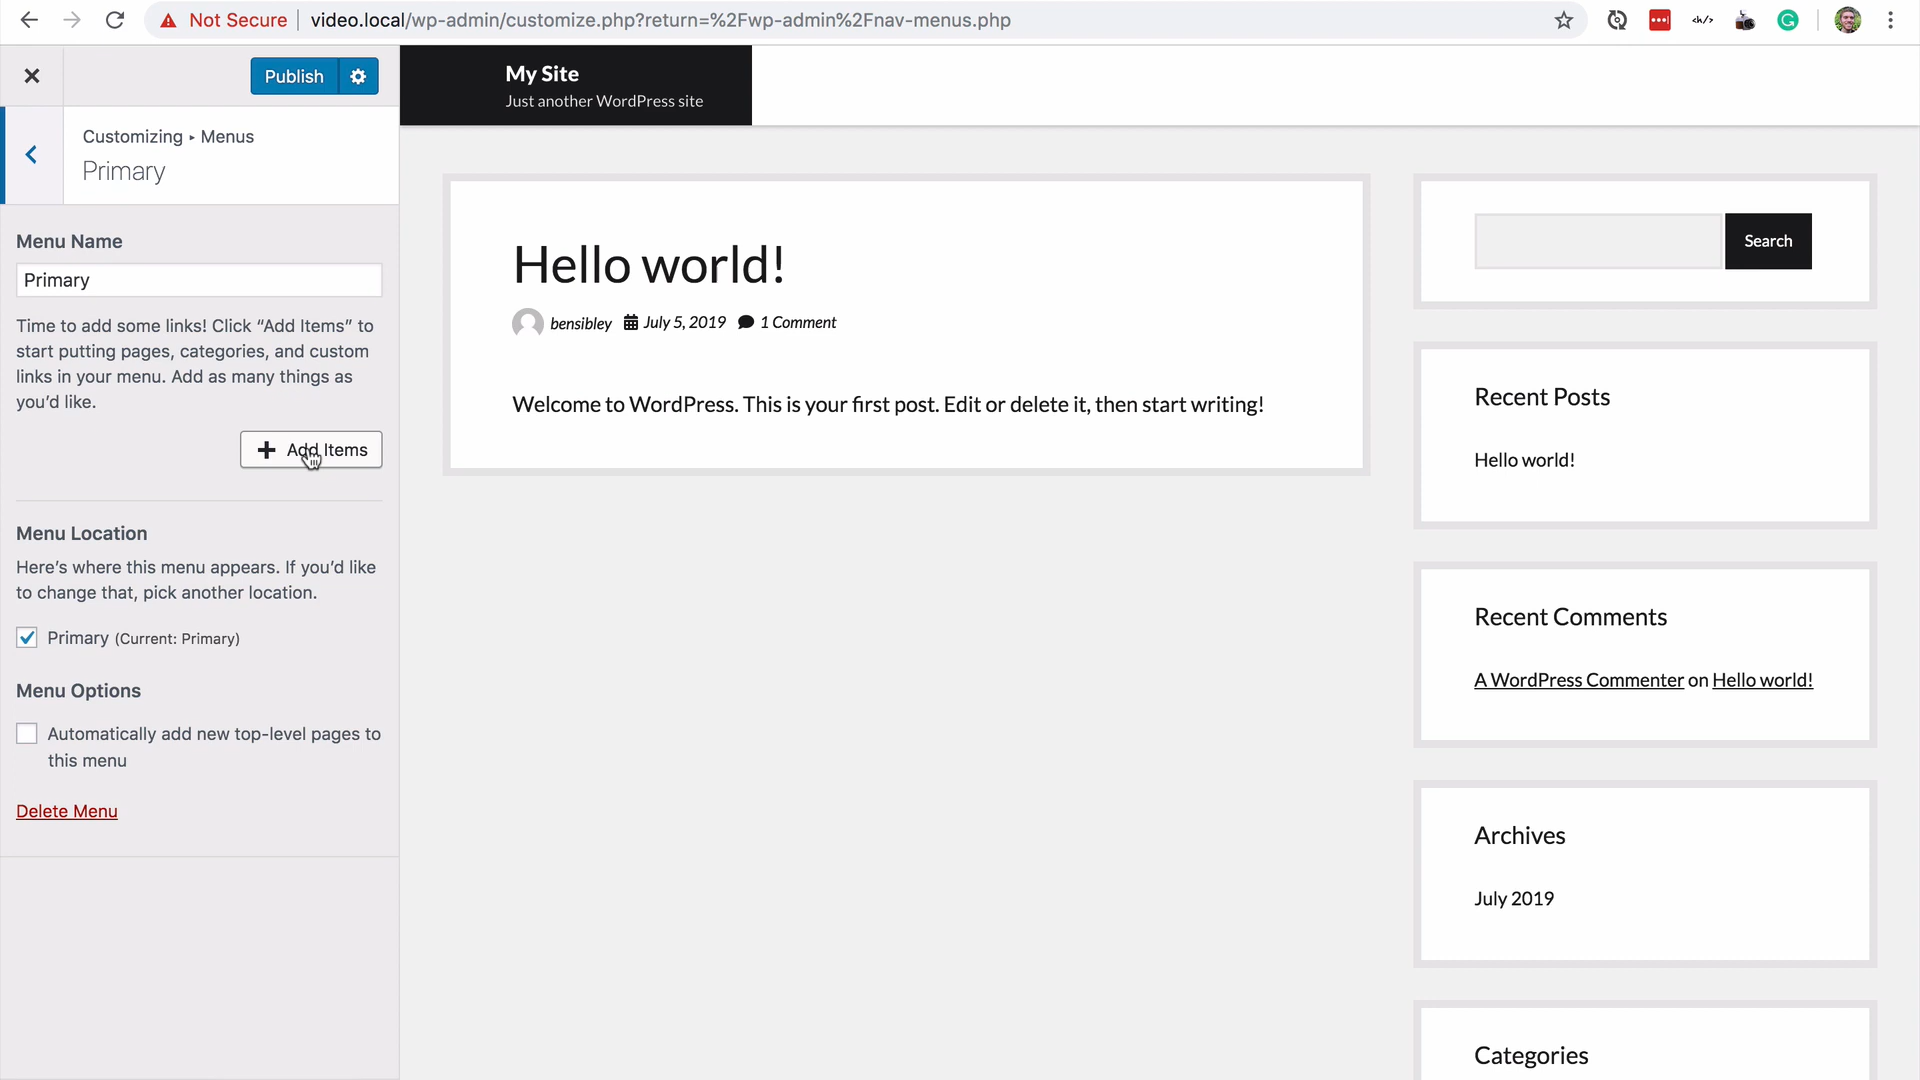 Not Secure
video.local/wp-admin/customize.php?return=%2Fwp-admin%2Fnav-menus.php
Publish
Customizing ▸ Menus
Primary
Menu Name
Primary
Time to add some links! Click “Add Items” to
start putting pages, categories, and custom
links in your menu. Add as many things as
you’d like.
Add Items
Menu Location
Here’s where this menu appears. If you’d like
to change that, pick another location.
Primary (Current: Primary)
Menu Options
Automatically add new top-level pages to
this menu
Delete Menu
My Site
Just another WordPress site
Hello world!
bensibley July 5, 2019 1 Comment
Welcome to WordPress. This is your first post. Edit or delete it, then start writing!
Search
Recent Posts
Hello world!
Recent Comments
A WordPress Commenter on Hello world!
Archives
July 2019
Categories